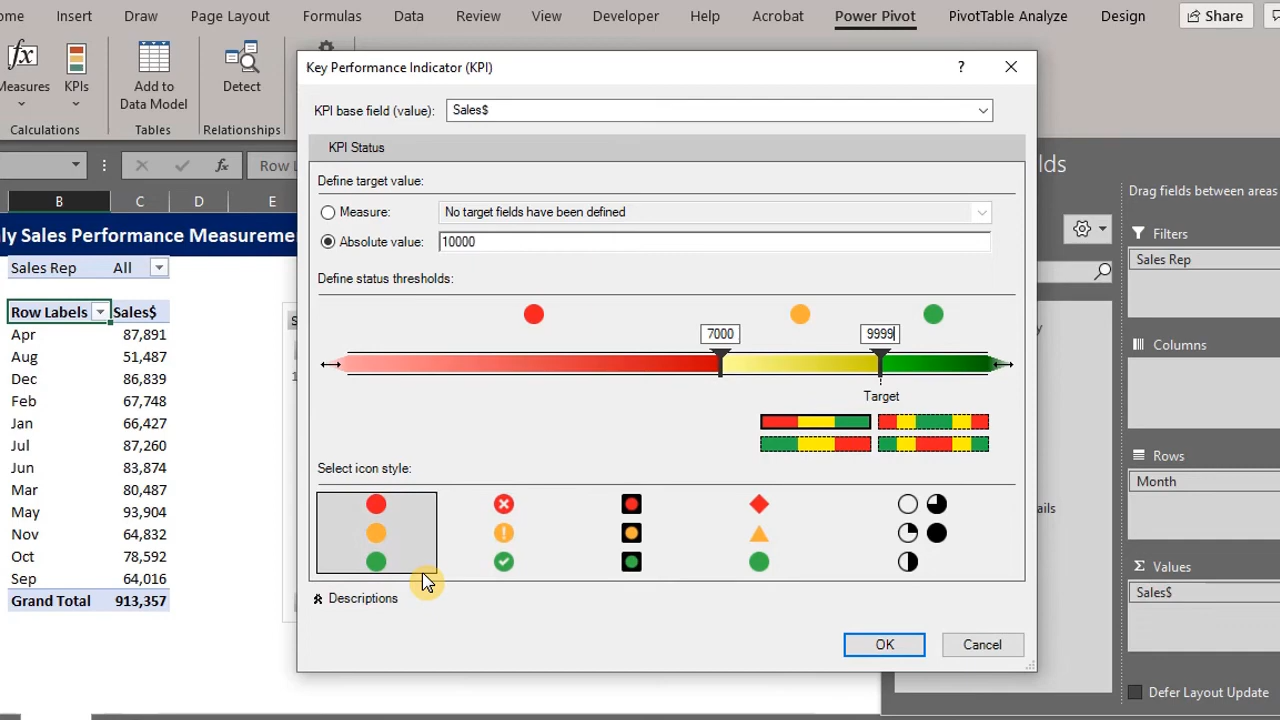 ome Insert Draw Page Layout Formulas Data Review View Developer Help Acrobat Power Pivot PivotTable Analyze Design Share
fx
Measures
KPIs
Add to
Data Model
Detect
Calculations
Tables
Relationships
fx
Row L
B C D E
ly Sales Performance Measureme
Sales Rep All
Row Labels Sales$
Apr 87,891
Aug 51,487
Dec 86,839
Feb 67,748
Jan 66,427
Jul 87,260
Jun 83,874
Mar 80,487
May 93,904
Nov 64,832
Oct 78,592
Sep 64,016
Grand Total 913,357
Key Performance Indicator (KPI)
?
KPI base field (value): Sales$
KPI Status
Define target value:
Measure: No target fields have been defined
Absolute value: 10000
Define status thresholds:
7000 9999
Target
Select icon style:
Descriptions
OK Cancel
lds
Drag fields between areas
Filters
Sales Rep
Columns
Rows
Month
Σ Values
Sales$
Defer Layout Update
y
ails